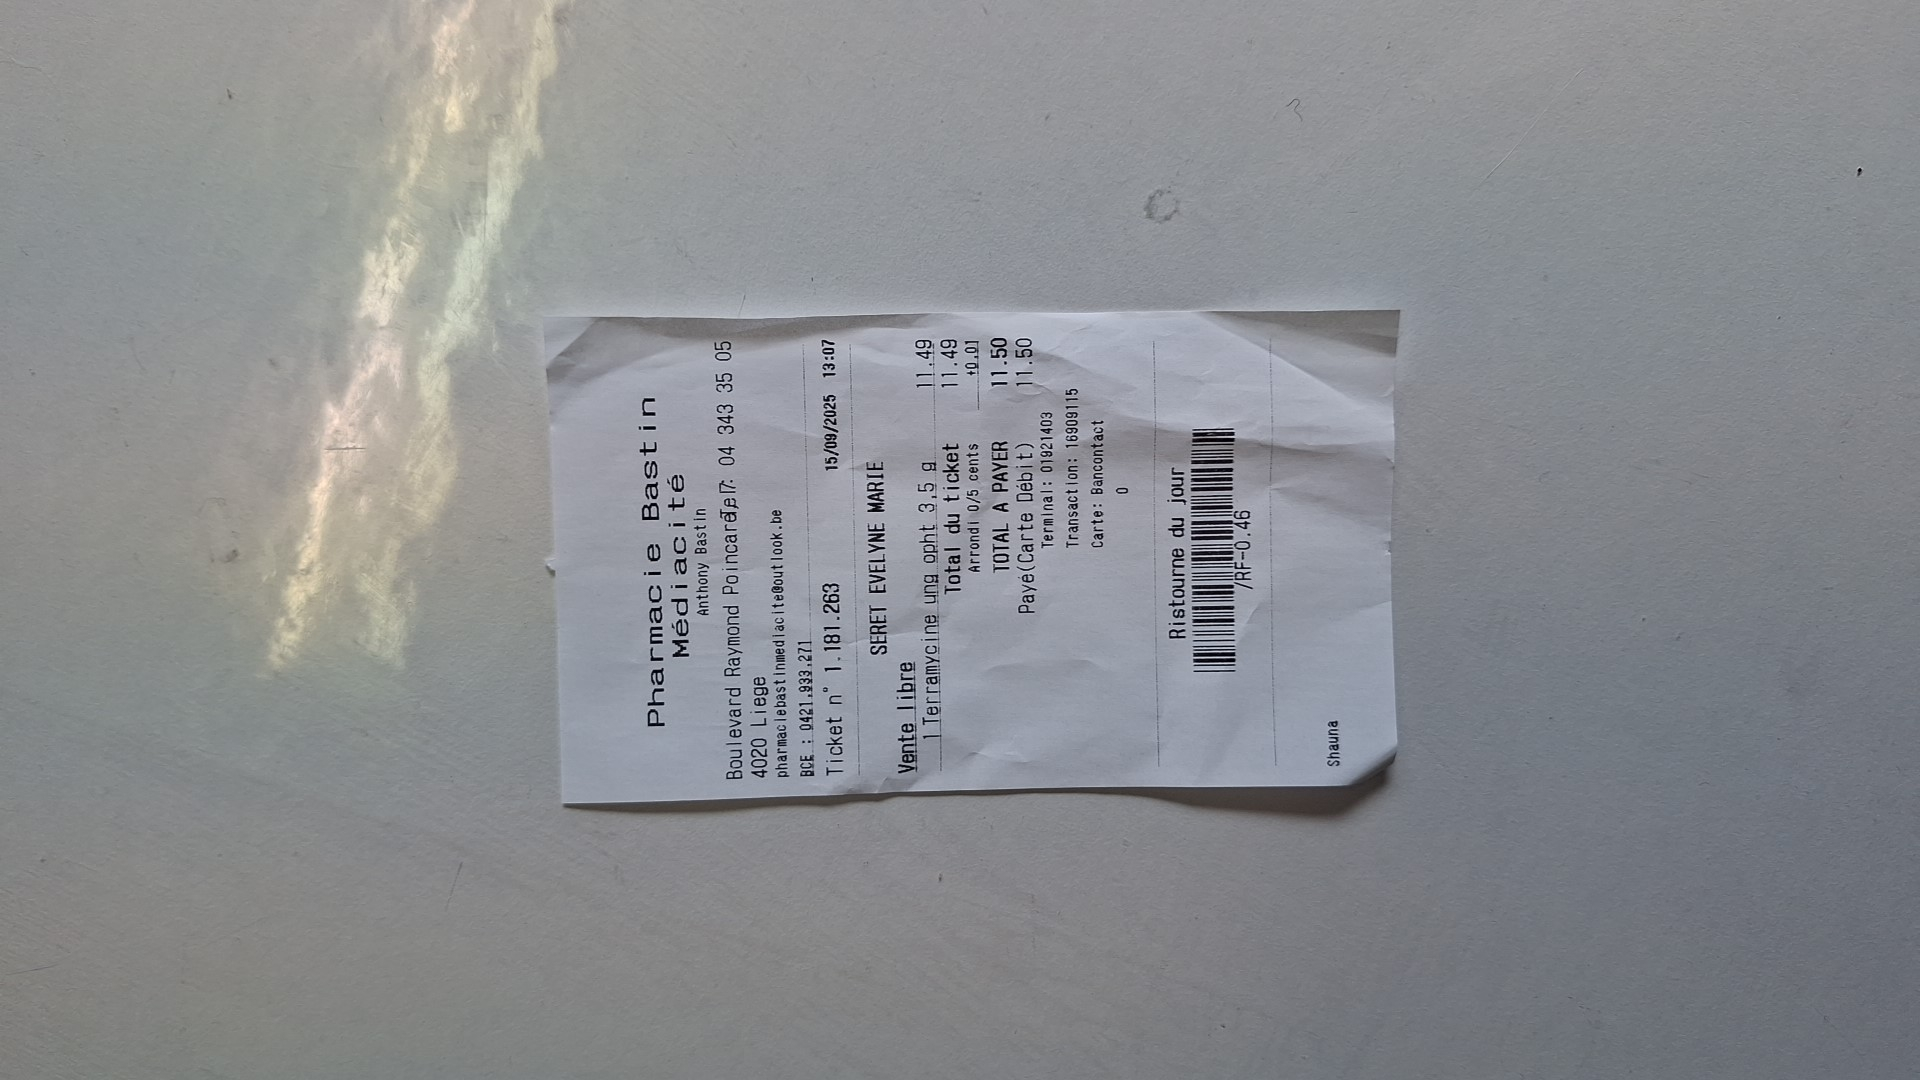 Pharmacie Bastin
Médiacité
Anthony Bastin
Boulevard Raymond Poincaré, 7 Tel: 04 343 35 05
4020 Liege
pharmaciebastinmediacite@outlook.be
BCE : 0421.933.271
Ticket n° 1.181.263 15/09/2025 13:07
SERET EVELYNE MARIE
Vente libre
1 Terramycine ung opht 3,5 g 11.49
Total du ticket 11.49
Arrondi 0/5 cents +0.01
TOTAL A PAYER 11.50
Payé(Carte Débit) 11.50
Terminal: 01921403
Transaction: 16909115
Carte: Bancontact
0
Ristourne du jour
/RF-0.46
Shauna